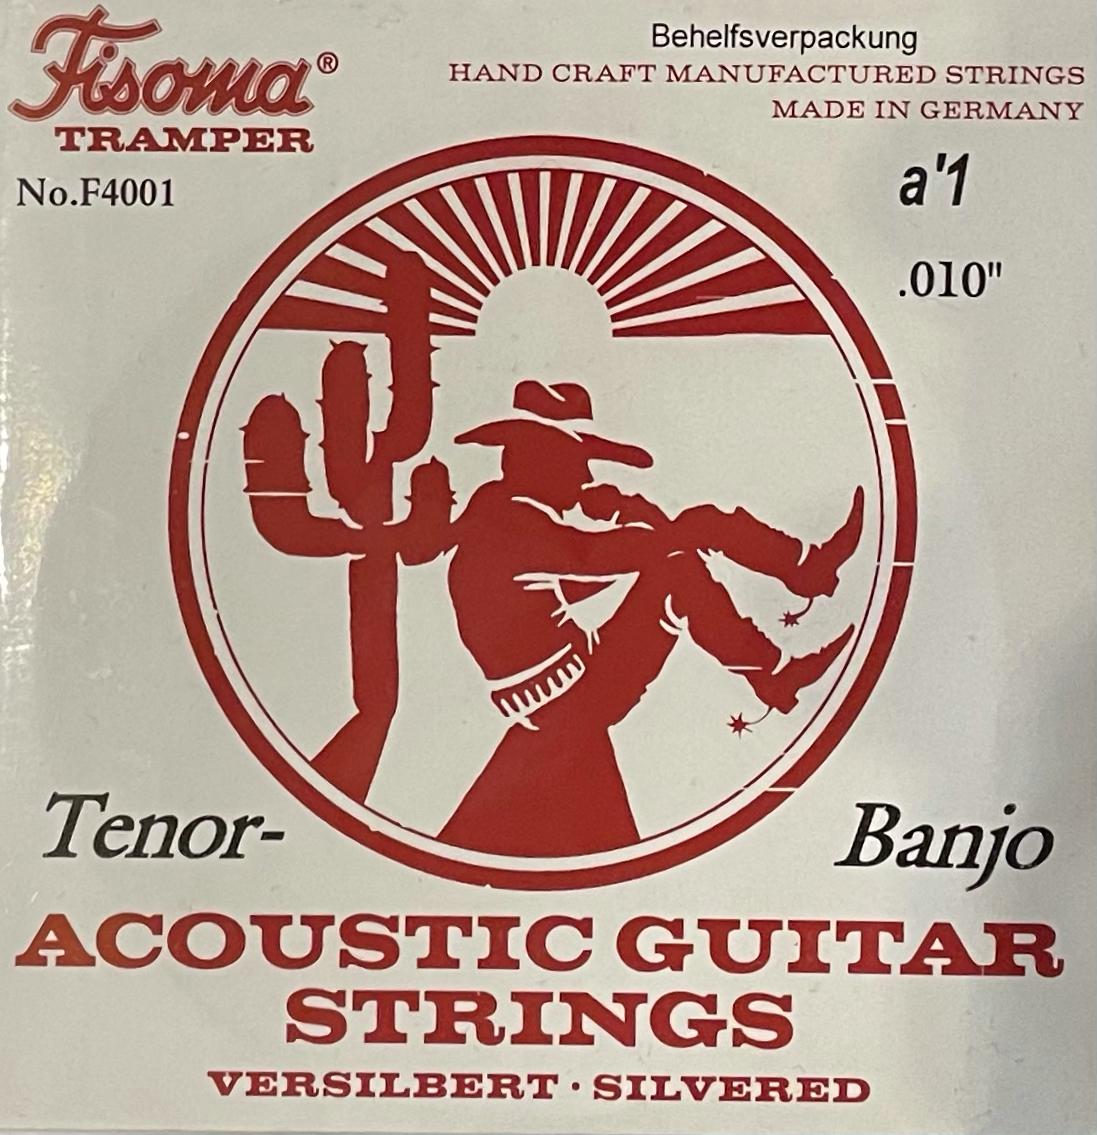 Fisoma®
TRAMPER
No.F4001
Behelfsverpackung
HAND CRAFT MANUFACTURED STRINGS
MADE IN GERMANY
a'1
.010"
Tenor- Banjo
ACOUSTIC GUITAR
STRINGS
VERSILBERT · SILVERED